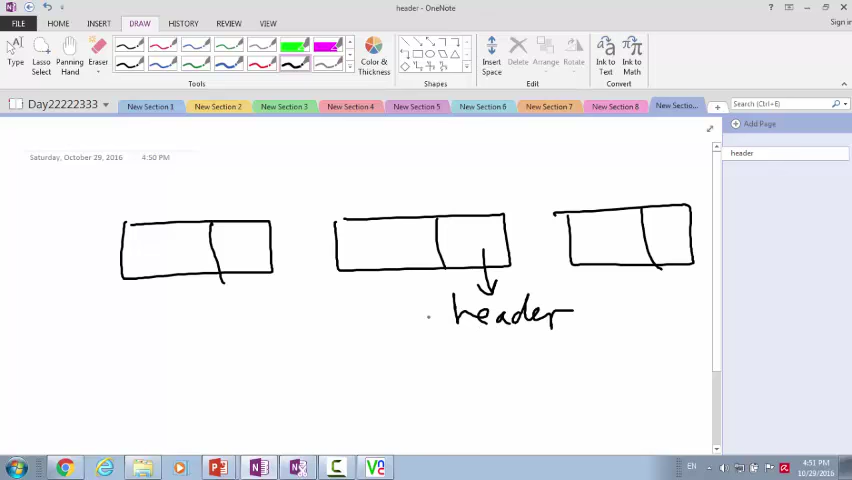 header - OneNote
FILE HOME INSERT DRAW HISTORY REVIEW VIEW
Sign in
Type Lasso Select Panning Hand Eraser Color & Thickness Insert Space Delete Arrange Rotate Ink to Text Ink to Math
Tools Shapes Edit Convert
Day22222333 New Section 1 New Section 2 New Section 3 New Section 4 New Section 5 New Section 6 New Section 7 New Section 8 New Sectio... Search (Ctrl+E)
Add Page
header
Saturday, October 29, 2016 4:50 PM
header
EN 4:51 PM
10/29/2016